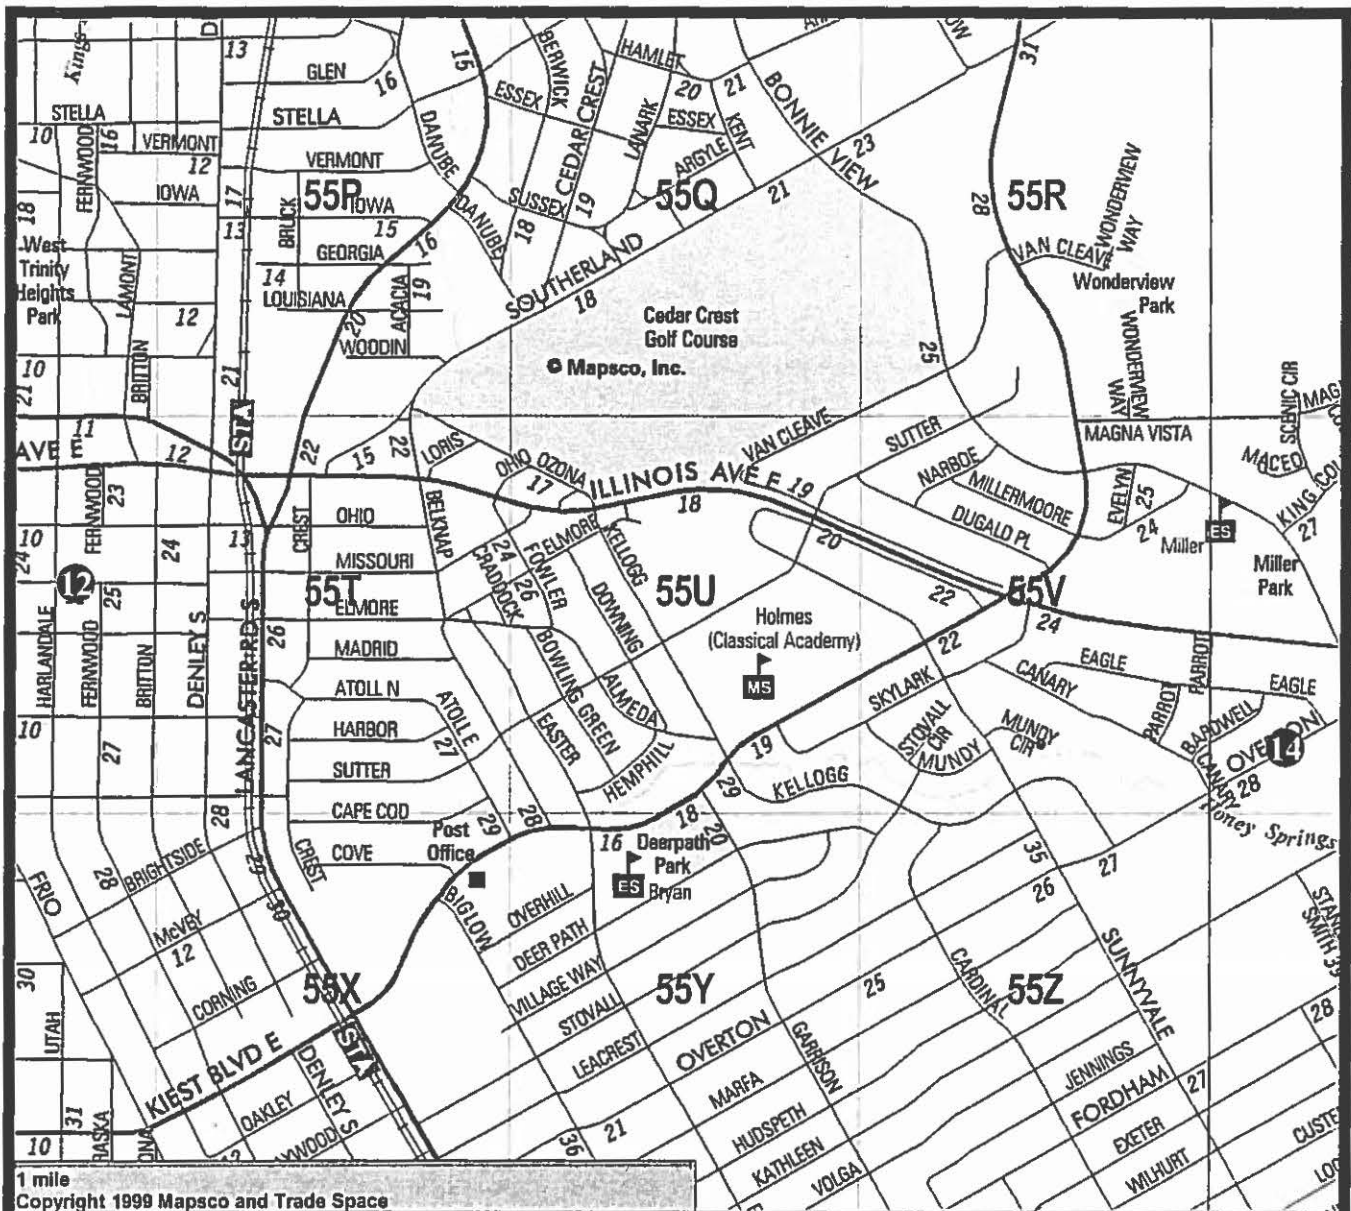 Kings
D
13
GLEN
16
15
STELLA
STELLA
10
FERNWOOD
16
VERMONT
12
VERMONT
IOWA
17
18
13
55P
IOWA
15
BRUCK
GEORGIA
16
14
LOUISIANA
ACACIA
19
20
WOODIN
West
Trinity
Heights
Park
LAMONT
12
10
BRITTON
21
21
STA
DANUBE
DANUBE
ESSEX
BERWICK
CEDAR CREST
HAMLET
20
21
LANARK
ESSEX
KENT
ARGYLE
SUSSEX
19
18
55Q
21
BONNIE VIEW
23
SOUTHERLAND
18
Cedar Crest
Golf Course
© Mapsco, Inc.
25
31
28
55R
WONDERVIEW
WAY
VAN CLEAVE
Wonderview
Park
WONDERVIEW
WAY
MAGNA VISTA
SCENIC CIR
MACEO
KING
27
EVELYN
25
24
Miller
ES
Miller
Park
AVE E
11
12
22
15
22
LORIS
OHIO
OZONA
17
ILLINOIS AVE E
19
18
20
22
VAN CLEAVE
SUTTER
NARBOE
MILLERMOORE
DUGALD PL
FERNWOOD
23
10
24
24
13
CREST
OHIO
MISSOURI
55T
ELMORE
MADRID
ATOLL N
HARBOR
SUTTER
CAPE COD
COVE
BELKNAP
24
CRADDOCK
26
FOWLER
ELMORE
KELLOGG
DOWNING
55U
BOWLING GREEN
ALMEDA
EASTER
HEMPHILL
ATOLL E
27
Holmes
(Classical Academy)
MS
22
55V
24
SKYLARK
CANARY
EAGLE
PARROT
PARROT
EAGLE
BARDWELL
CANARY
OVERTON
14
28
Honey Springs
STOVALL
CIR
MUNDY
MUNDY
CIR
19
KELLOGG
29
12
25
HARLANDALE
FERNWOOD
BRITTON
DENLEY S
LANCASTER RD S
26
27
10
27
28
29
28
Post
Office
16
18
20
Deerpath
Park
ES
Bryan
35
26
27
CREST
29
30
28
BRIGHTSIDE
FRIO
McVEY
12
CORNING
30
UTAH
55X
STA
KIEST BLVD E
DENLEY S
OAKLEY
31
10
BIGLOW
OVERHILL
DEER PATH
VILLAGE WAY
STOVALL
LEACREST
55Y
OVERTON
25
GARRISON
MARFA
HUDSPETH
KATHLEEN
VOLGA
36
21
CARDINAL
55Z
SUNNYVALE
28
JENNINGS
FORDHAM
27
EXETER
WILHURT
SMITH
1 mile
Copyright 1999 Mapsco and Trade Space